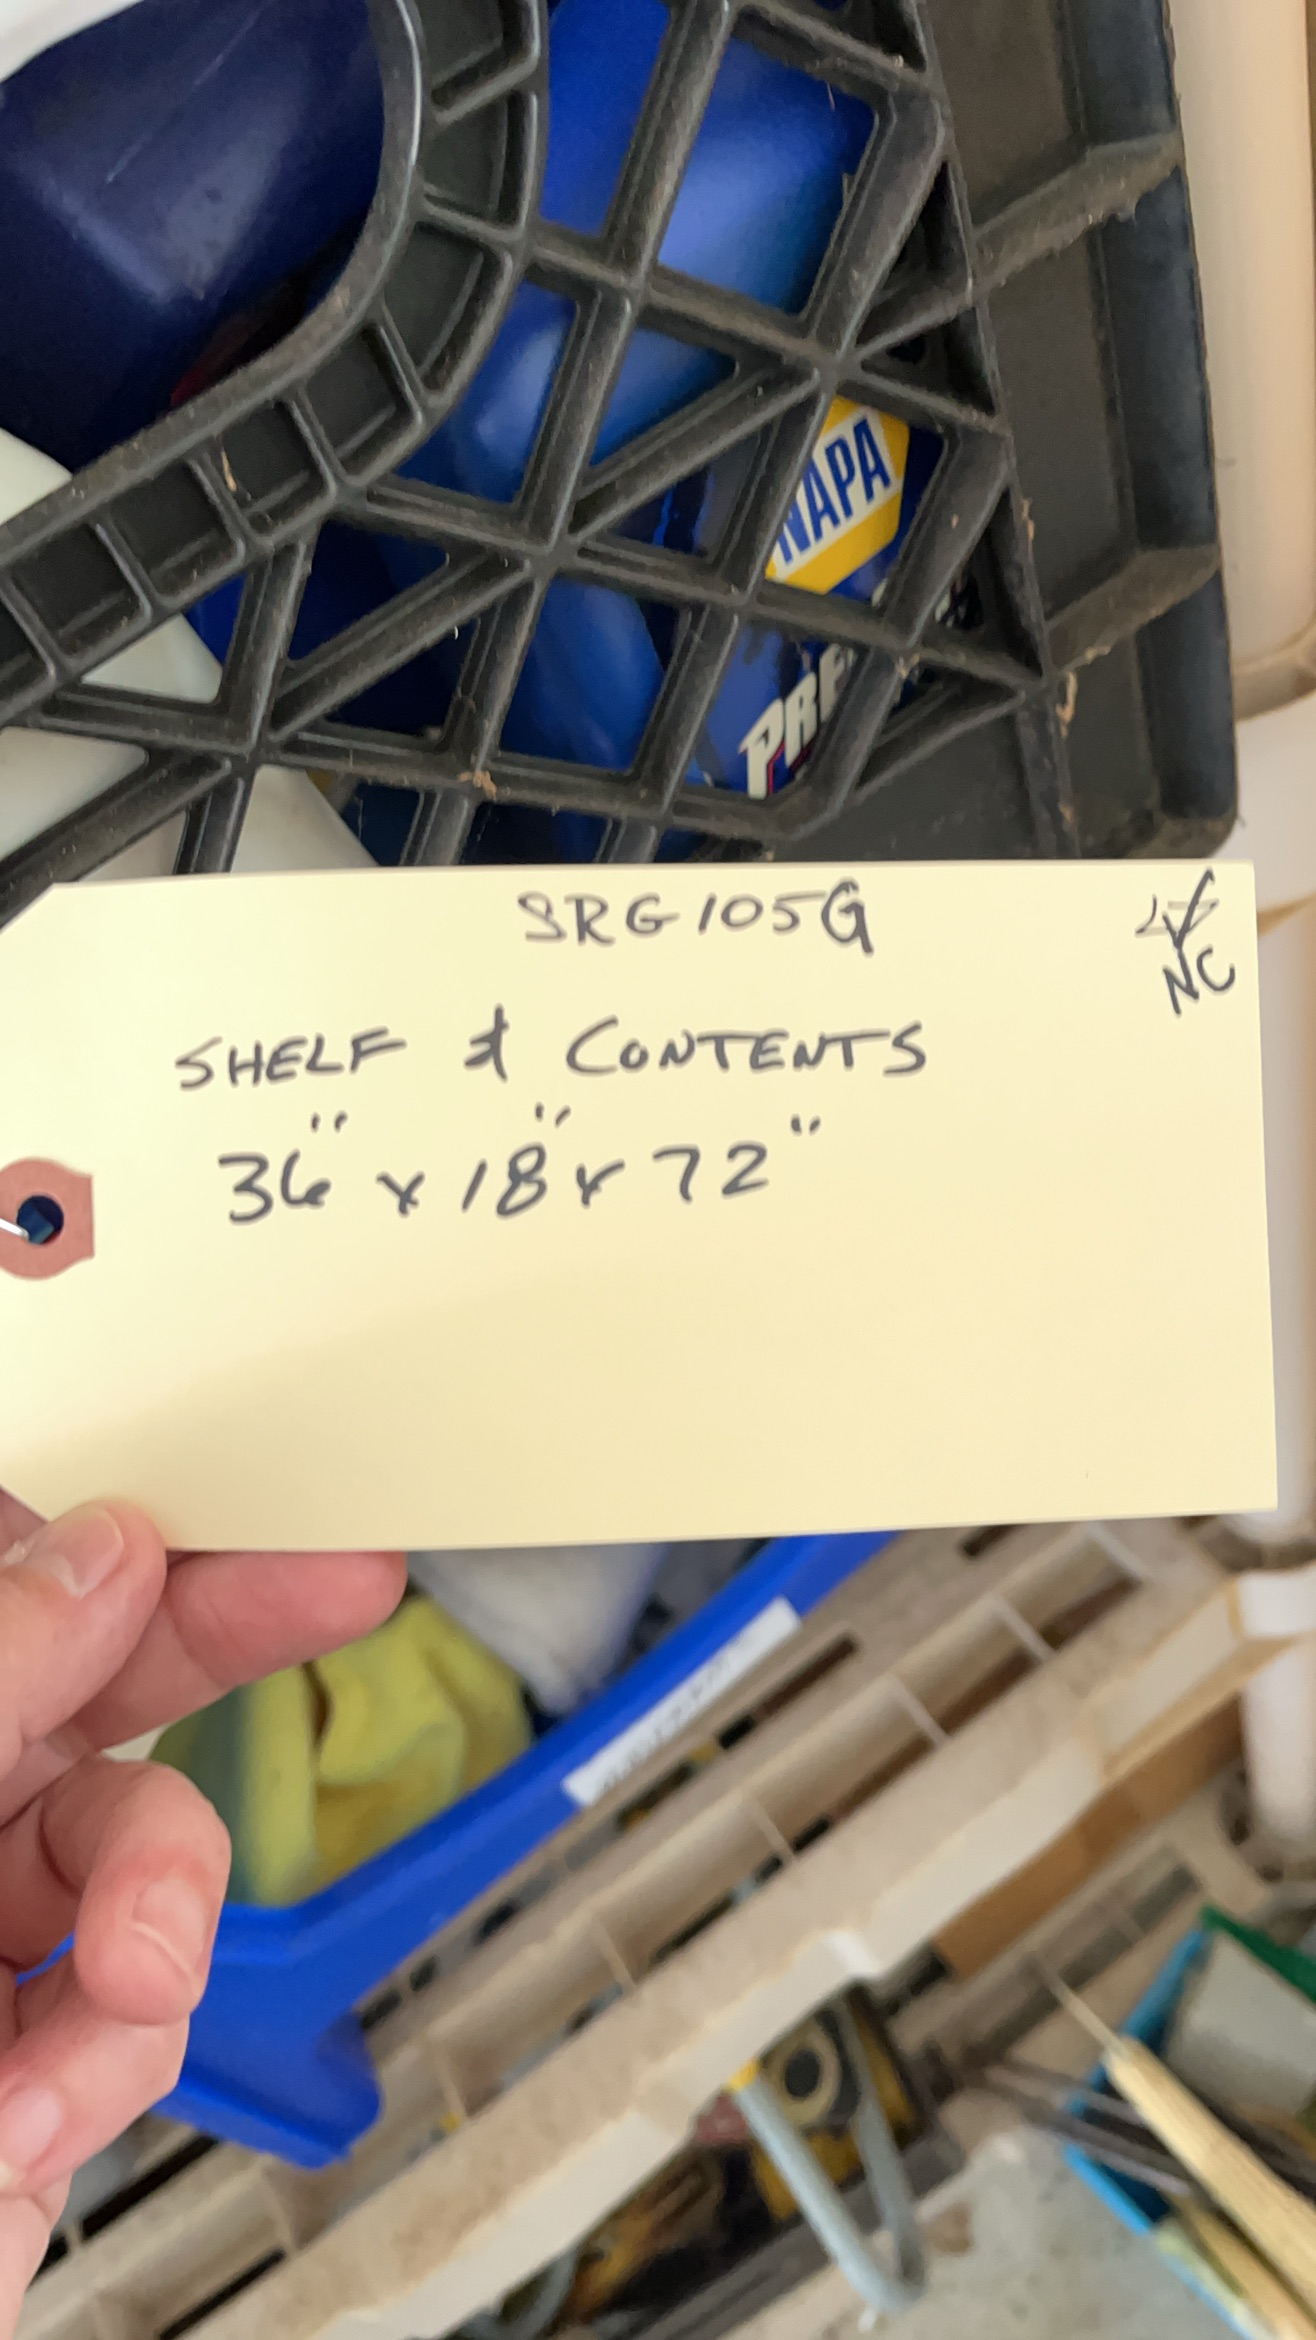 NAPA
SRG105G
NC
SHELF & CONTENTS
36" x 18" x 72"